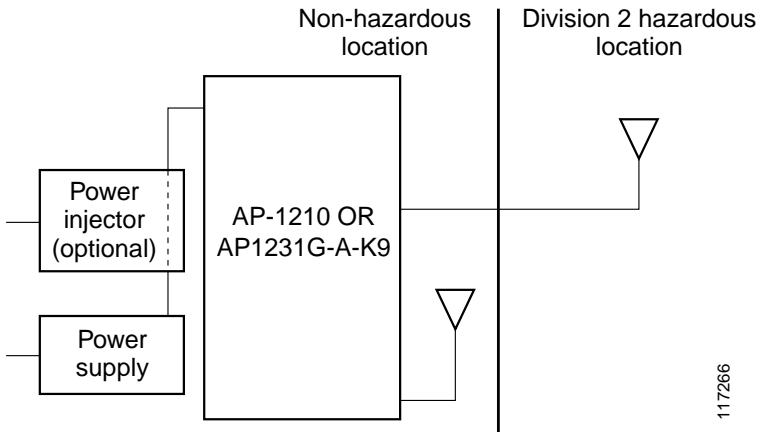 Non-hazardous
location
Division 2 hazardous
location
Power
injector
(optional)
AP-1210 OR
AP1231G-A-K9
Power
supply
117266